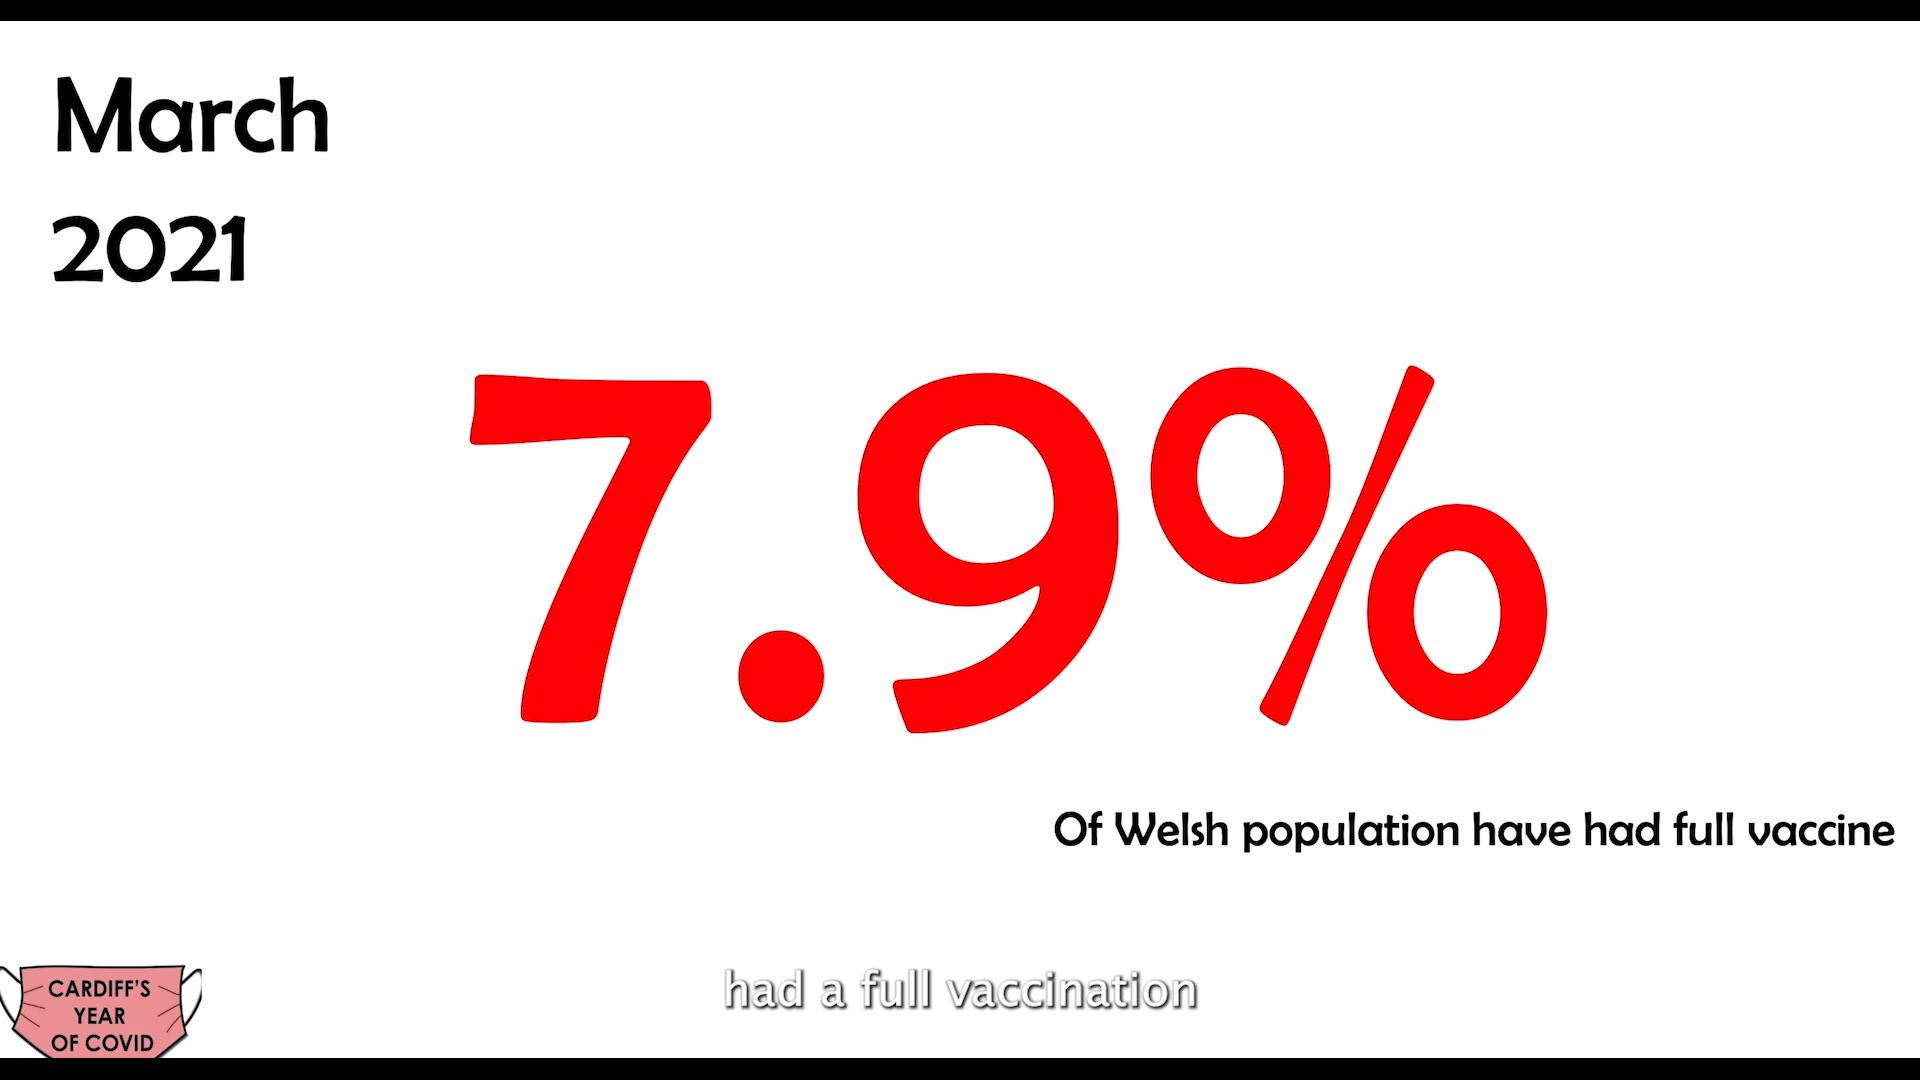 March
2021
7.9%
Of Welsh population have had full vaccine
had a full vaccination
CARDIFF'S
YEAR
OF COVID